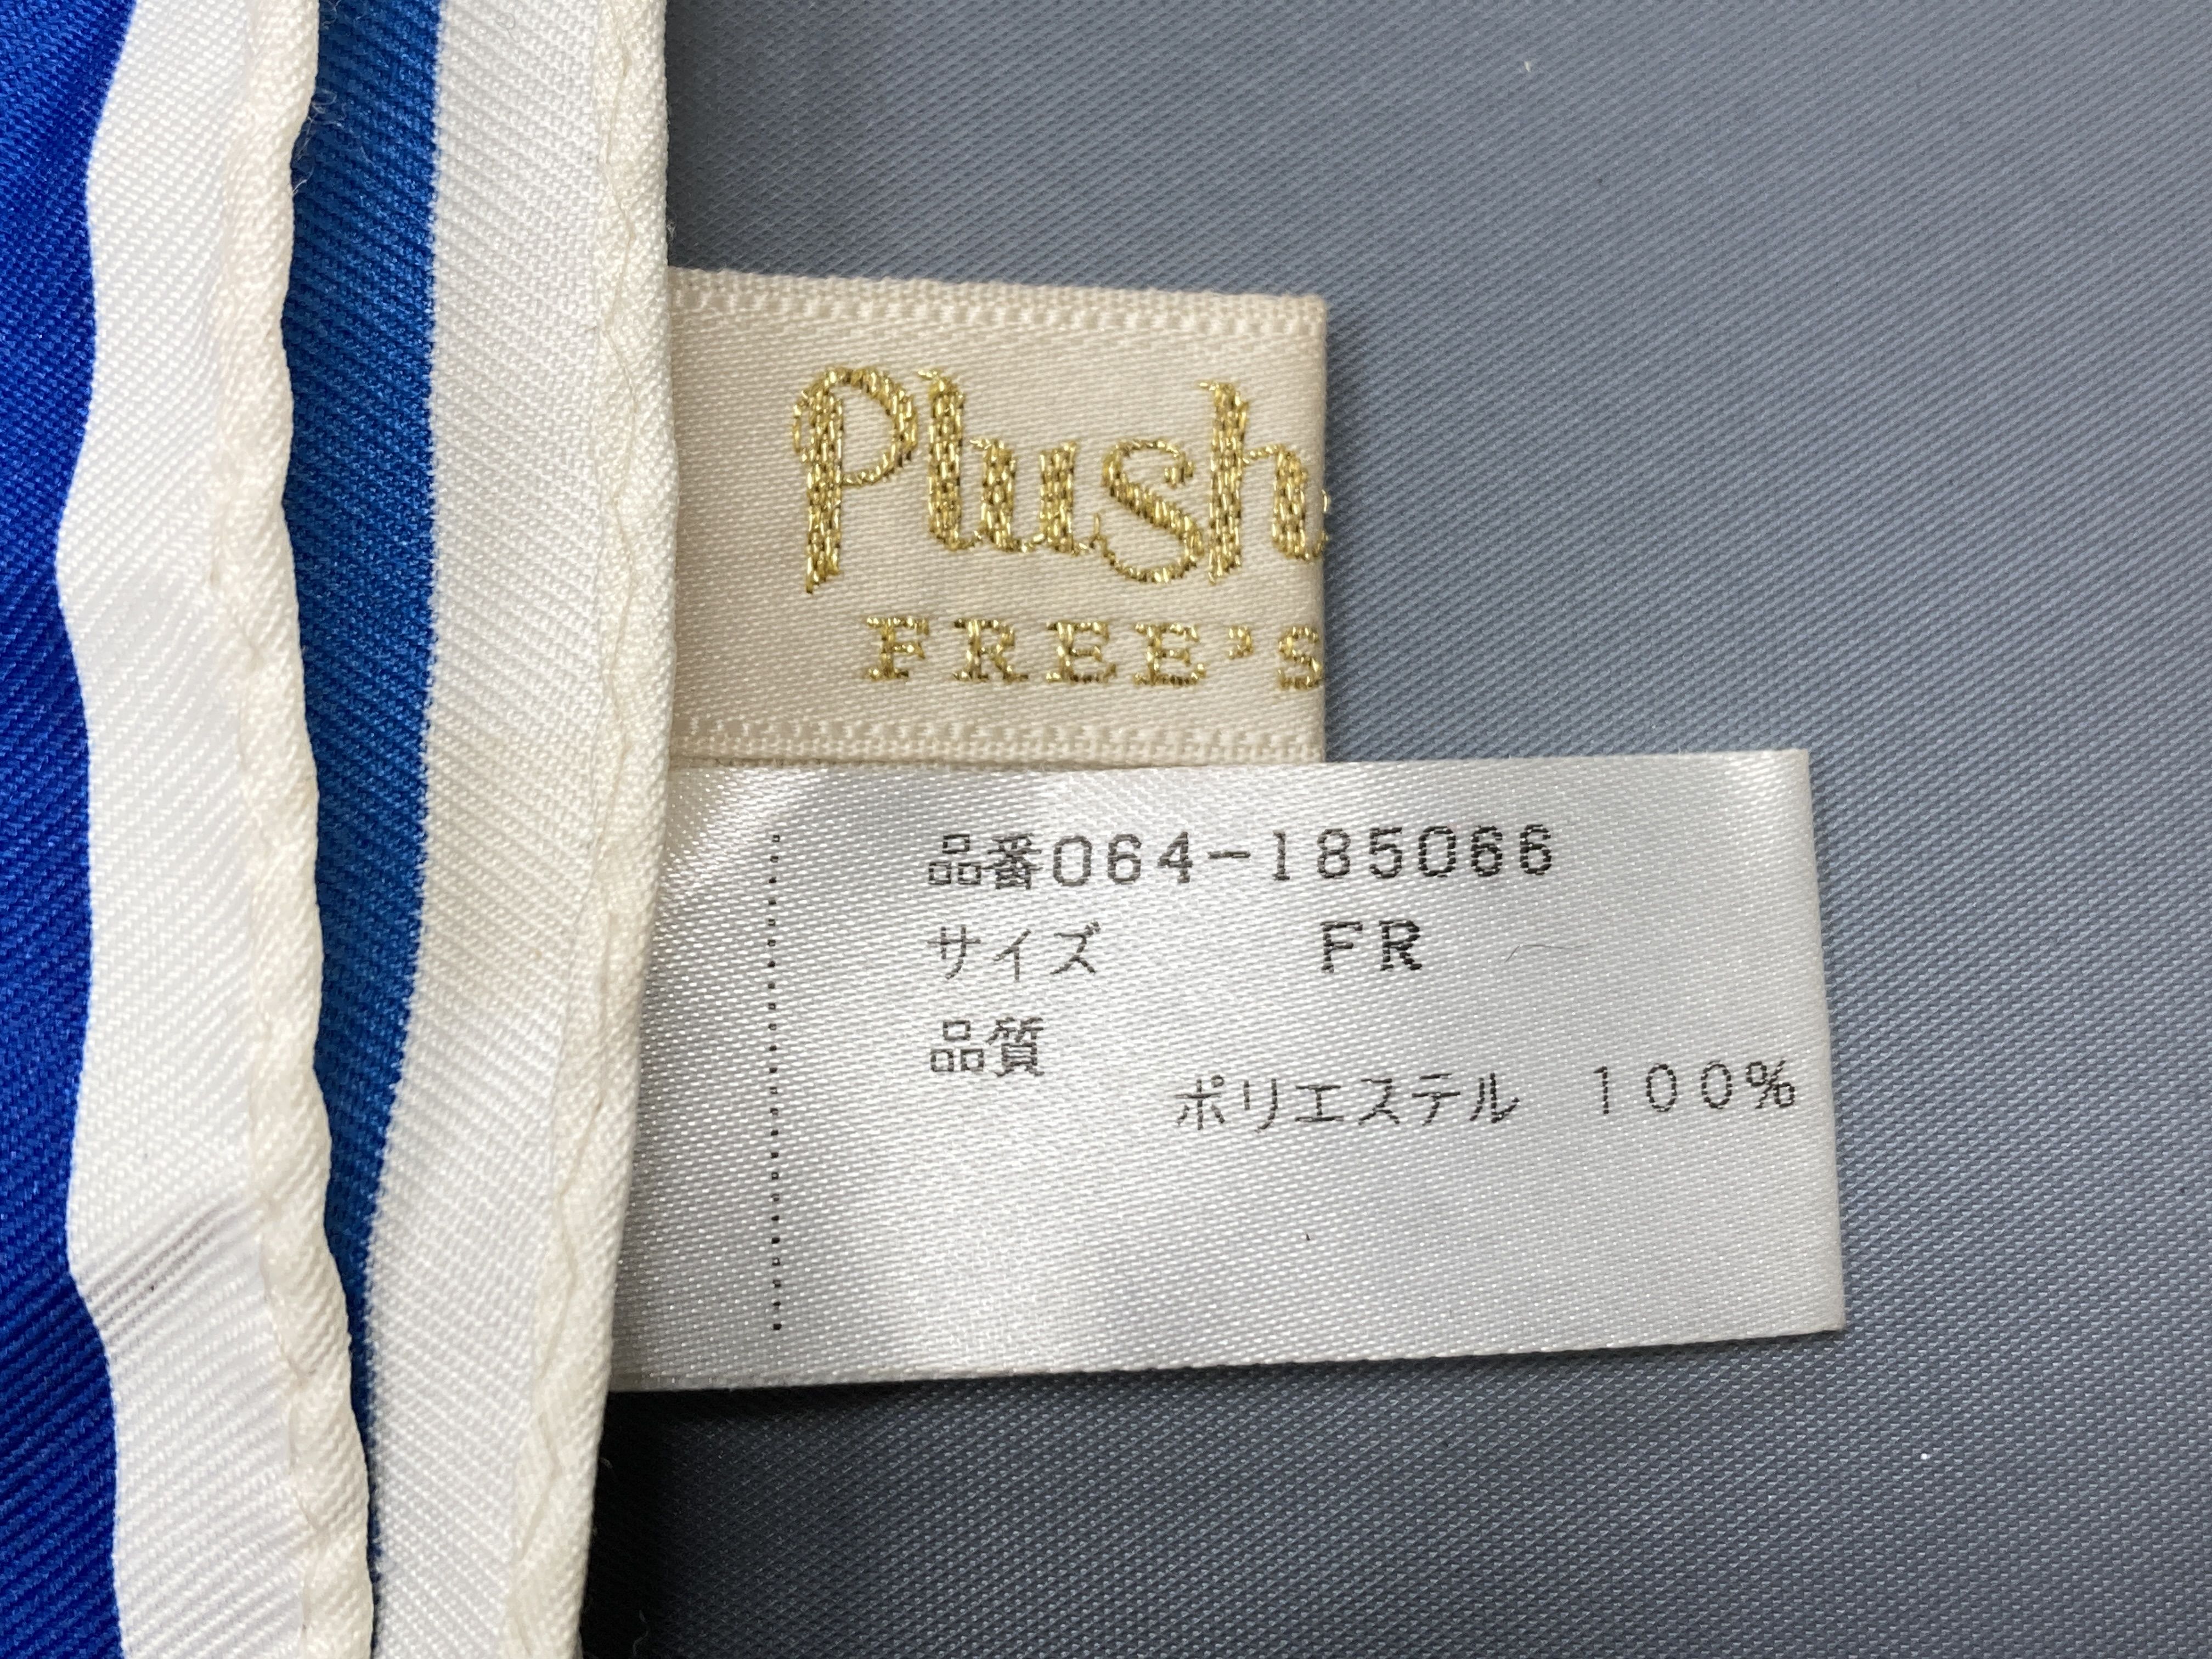 Plush
FREE'S
品番064-185066
サイズ FR
品質
ポリエステル 100%